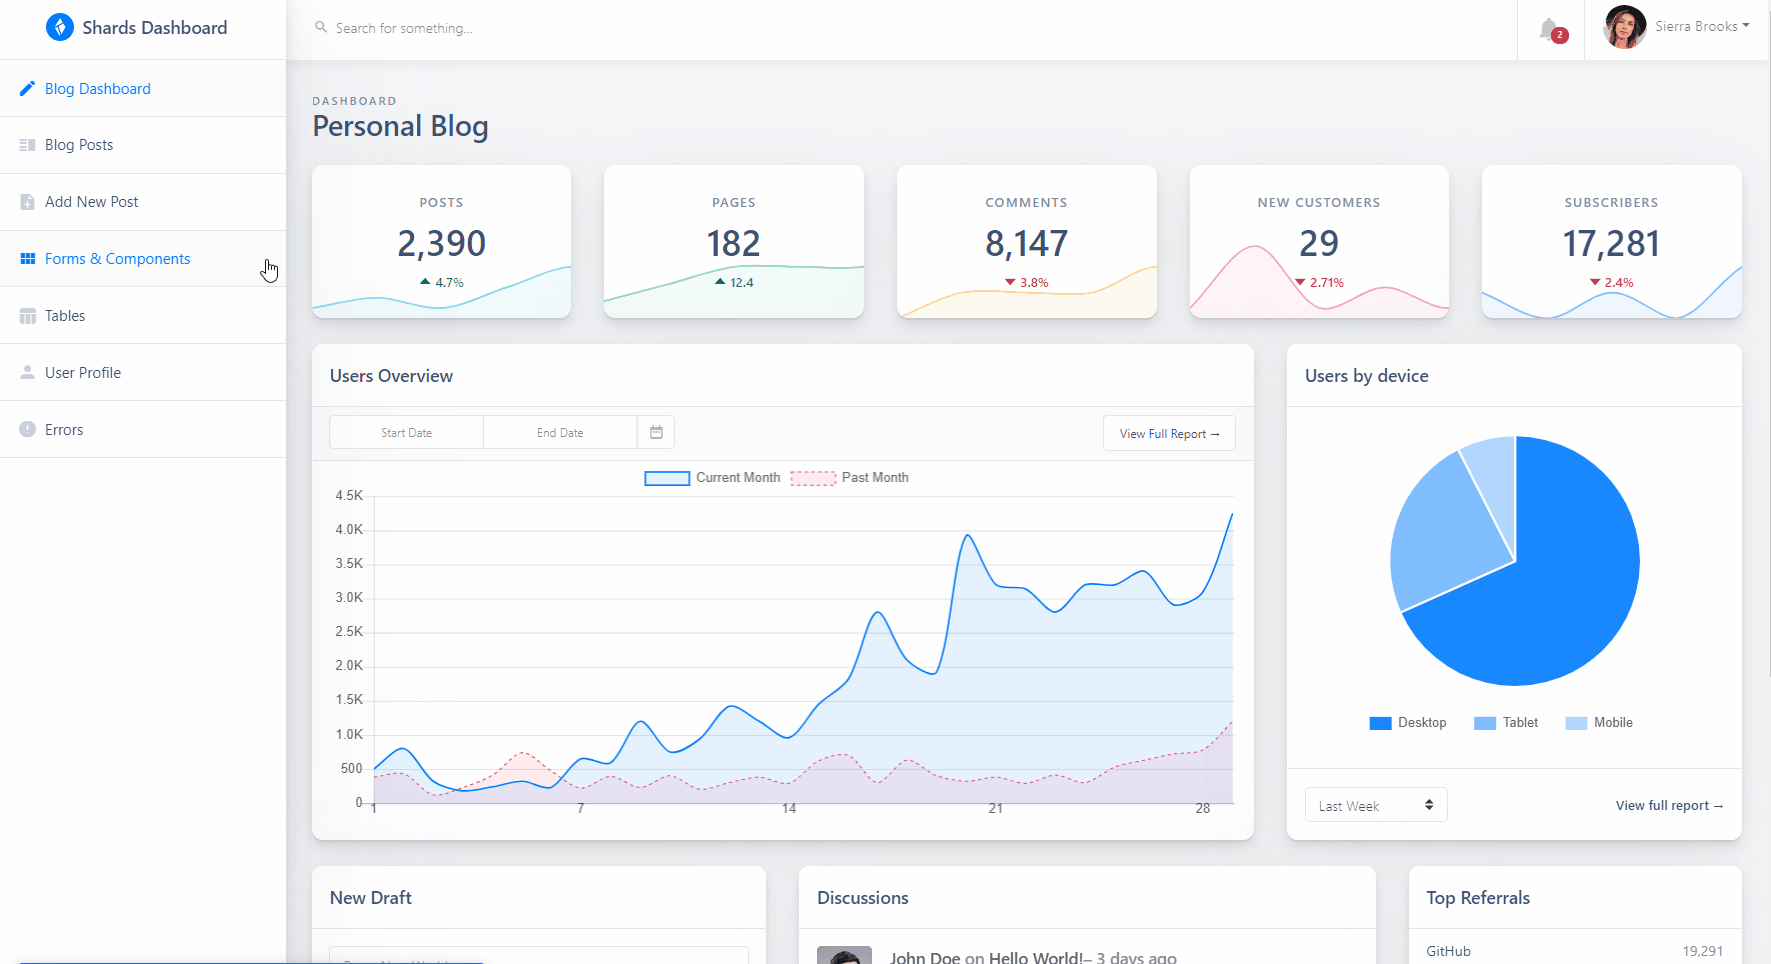 Shards Dashboard
Search for something...
2
Sierra Brooks
Blog Dashboard
Blog Posts
Add New Post
Forms & Components
Tables
User Profile
Errors
DASHBOARD
Personal Blog
POSTS
2,390
4.7%
PAGES
182
12.4
COMMENTS
8,147
3.8%
NEW CUSTOMERS
29
2.71%
SUBSCRIBERS
17,281
2.4%
Users Overview
Start Date
End Date
View Full Report →
Current Month
Past Month
4.5K
4.0K
3.5K
3.0K
2.5K
2.0K
1.5K
1.0K
500
0
1
7
14
21
28
Users by device
Desktop
Tablet
Mobile
Last Week
View full report →
New Draft
Discussions
John Doe on Hello World!– 3 days ago
Top Referrals
GitHub
19,291